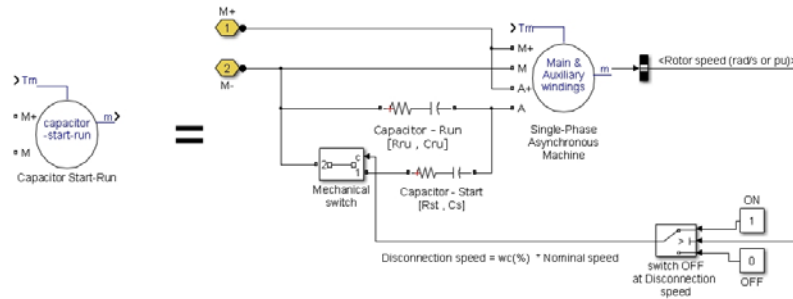 Tm
M+
M
capacitor
-start-run
m
Capacitor Start-Run
=
M+
1
2
M-
Tm
M+
M
A+
A
Main &
Auxiliary
windings
m
Single-Phase
Asynchronous
Machine
<Rotor speed (rad/s or pu)>
Capacitor - Run
[Rru , Cru]
2
c
1
Mechanical
switch
Capacitor - Start
[Rst , Cs]
Disconnection speed = wc(%) * Nominal speed
ON
1
>
0
OFF
switch OFF
at Disconnection
speed